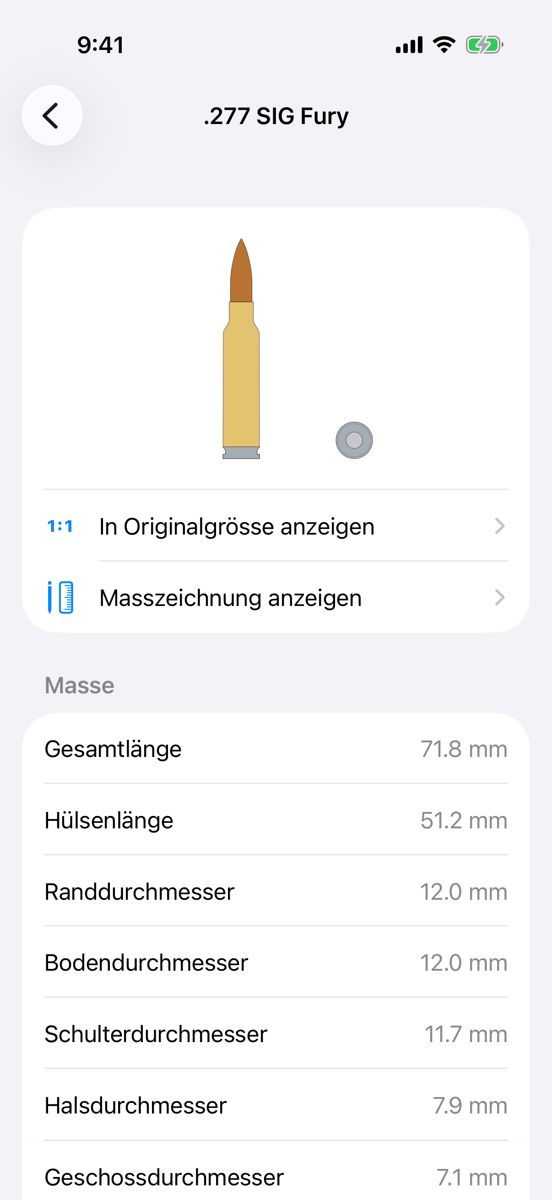 9:41
.277 SIG Fury
1:1 In Originalgrösse anzeigen
Masszeichnung anzeigen
Masse
Gesamtlänge 71.8 mm
Hülsenlänge 51.2 mm
Randdurchmesser 12.0 mm
Bodendurchmesser 12.0 mm
Schulterdurchmesser 11.7 mm
Halsdurchmesser 7.9 mm
Geschossdurchmesser 7.1 mm